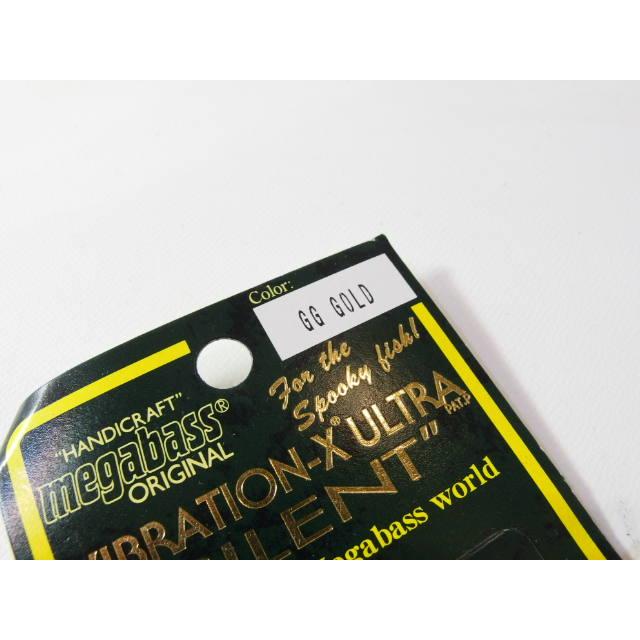 Color:
GG GOLD
For the
Spooky fish!
"HANDICRAFT"
megabass®
ORIGINAL
VIBRATION-X® ULTRA
PAT.P
SILENT"
Megabass world